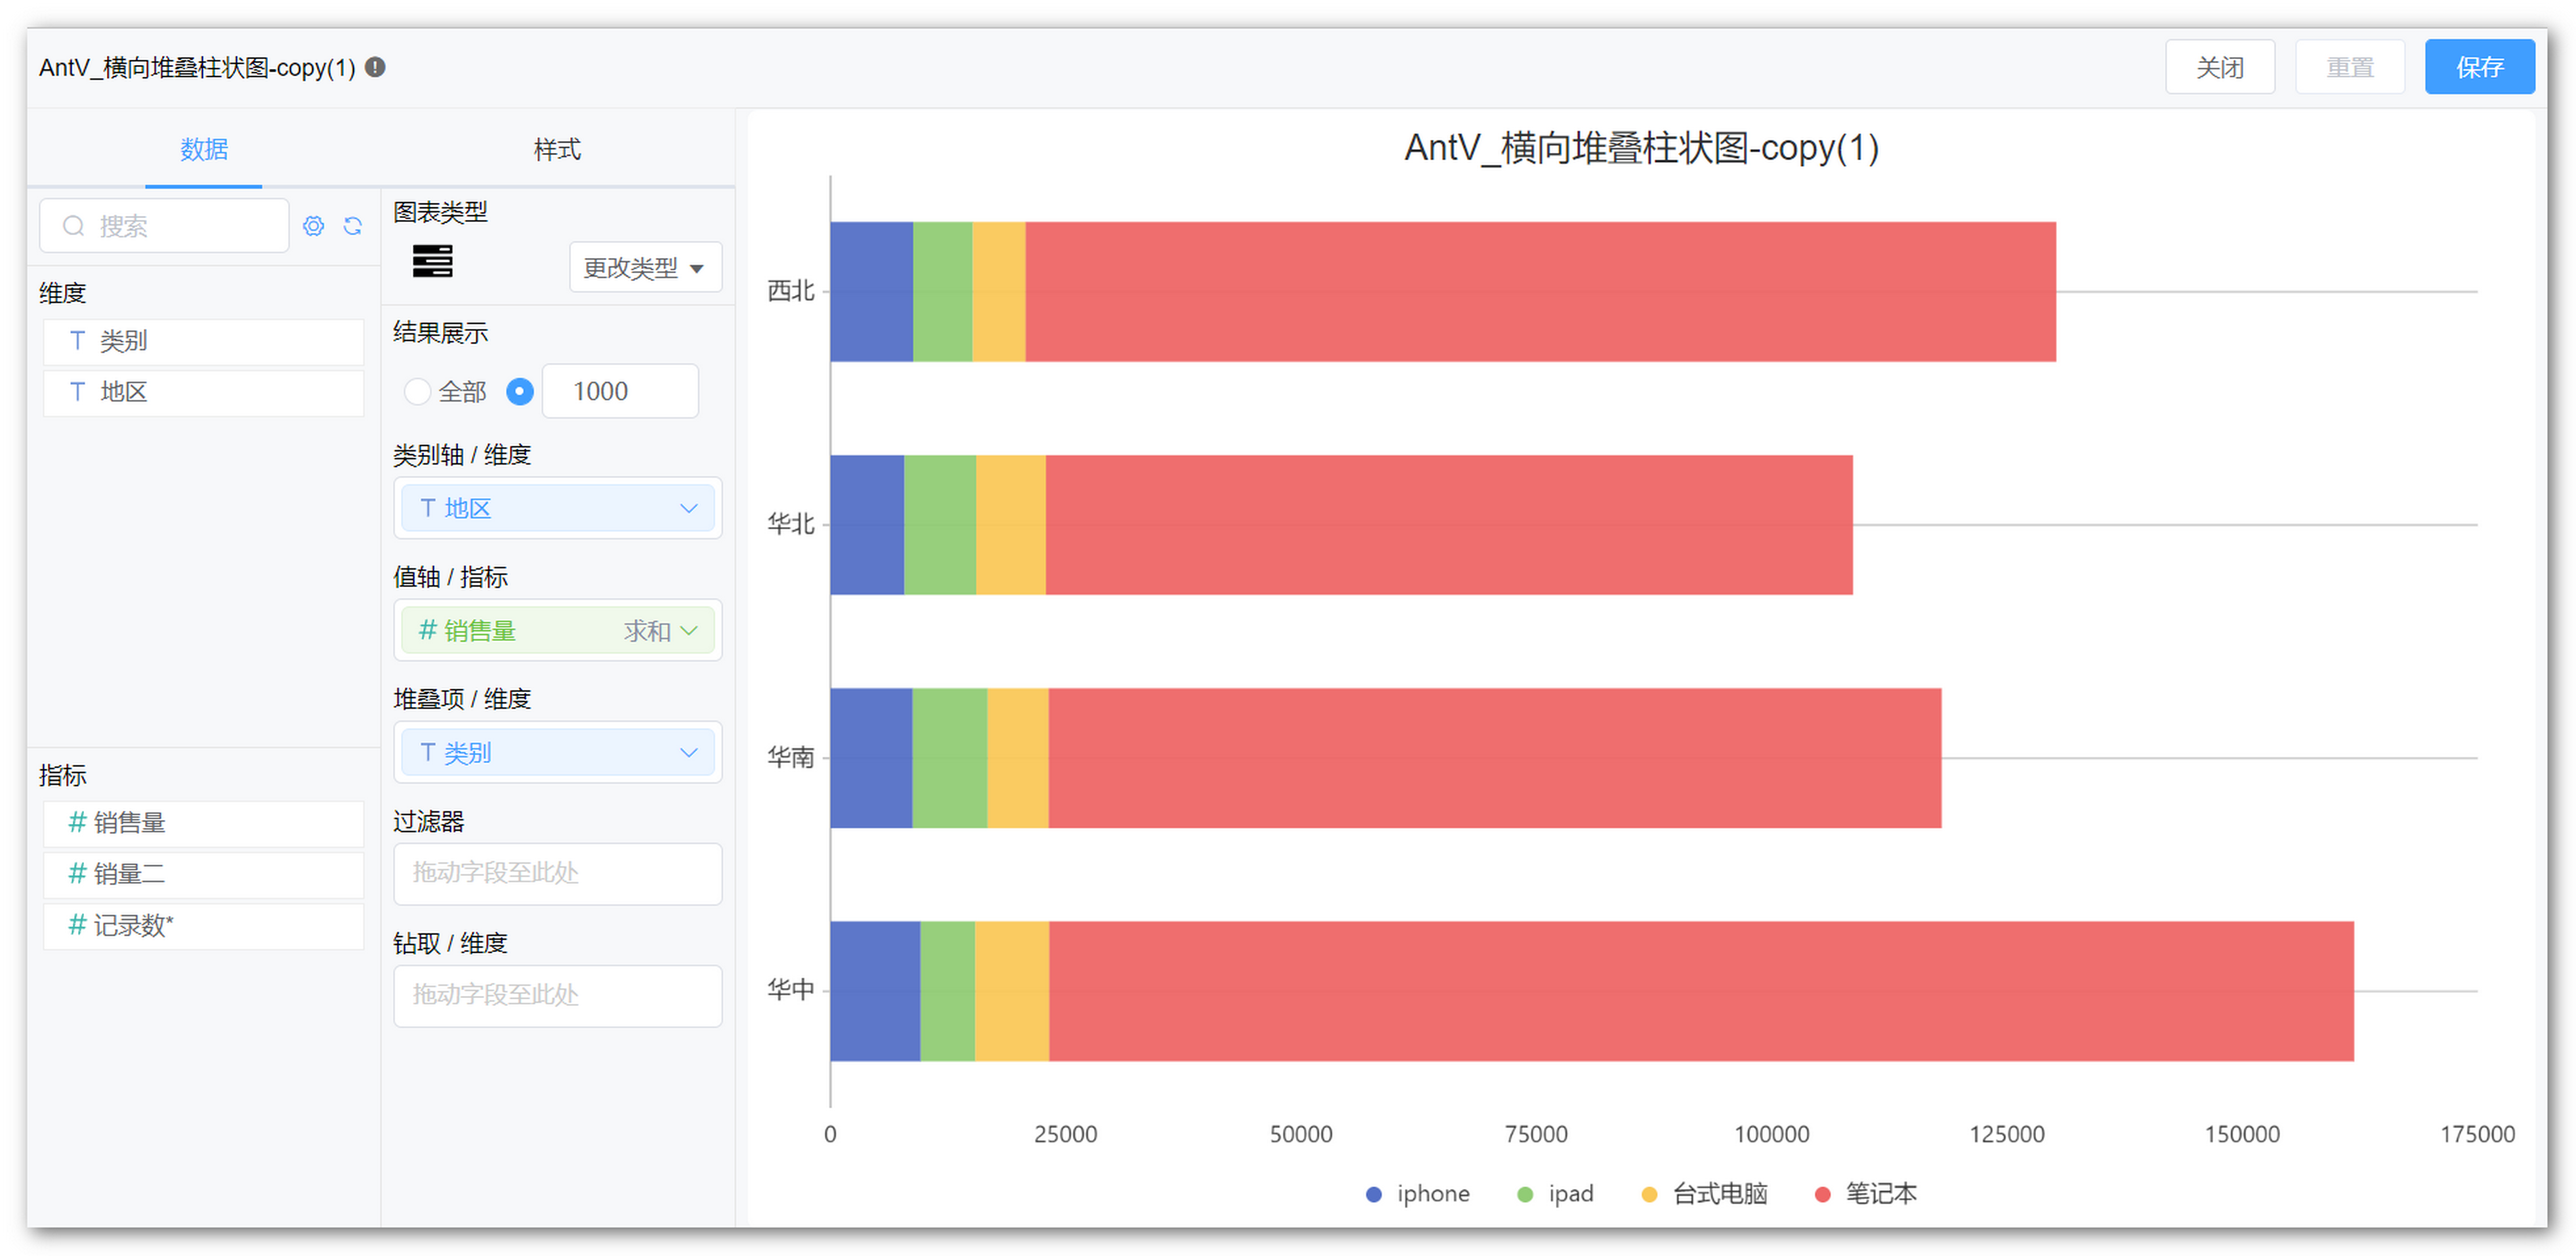 AntV_横向堆叠柱状图-copy(1)
关闭
重置
保存
数据
样式
搜索
维度
T 类别
T 地区
指标
# 销售量
# 销量二
# 记录数*
图表类型
更改类型
结果展示
全部
1000
类别轴 / 维度
T 地区
值轴 / 指标
# 销售量 求和
堆叠项 / 维度
T 类别
过滤器
拖动字段至此处
钻取 / 维度
拖动字段至此处
AntV_横向堆叠柱状图-copy(1)
西北
华北
华南
华中
0 25000 50000 75000 100000 125000 150000 175000
iphone ipad 台式电脑 笔记本